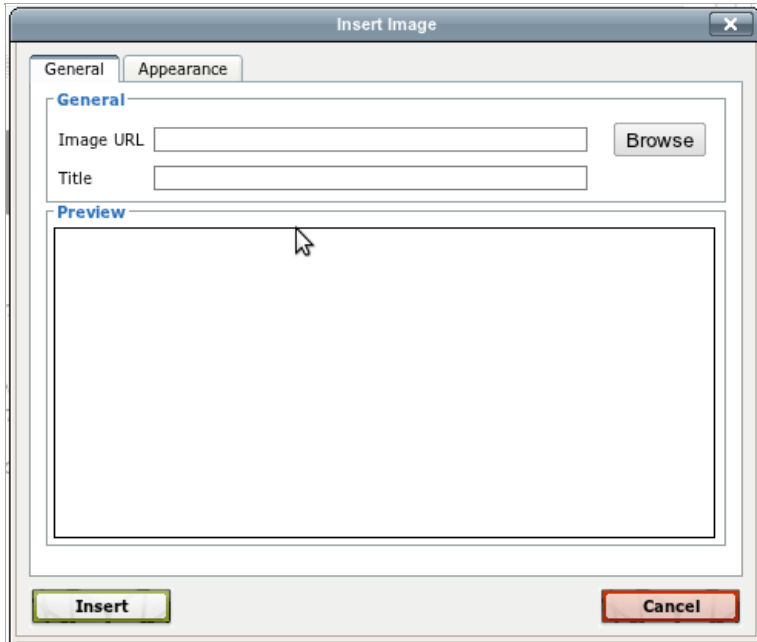 Insert Image
General Appearance
General
Image URL Browse
Title
Preview
Insert Cancel